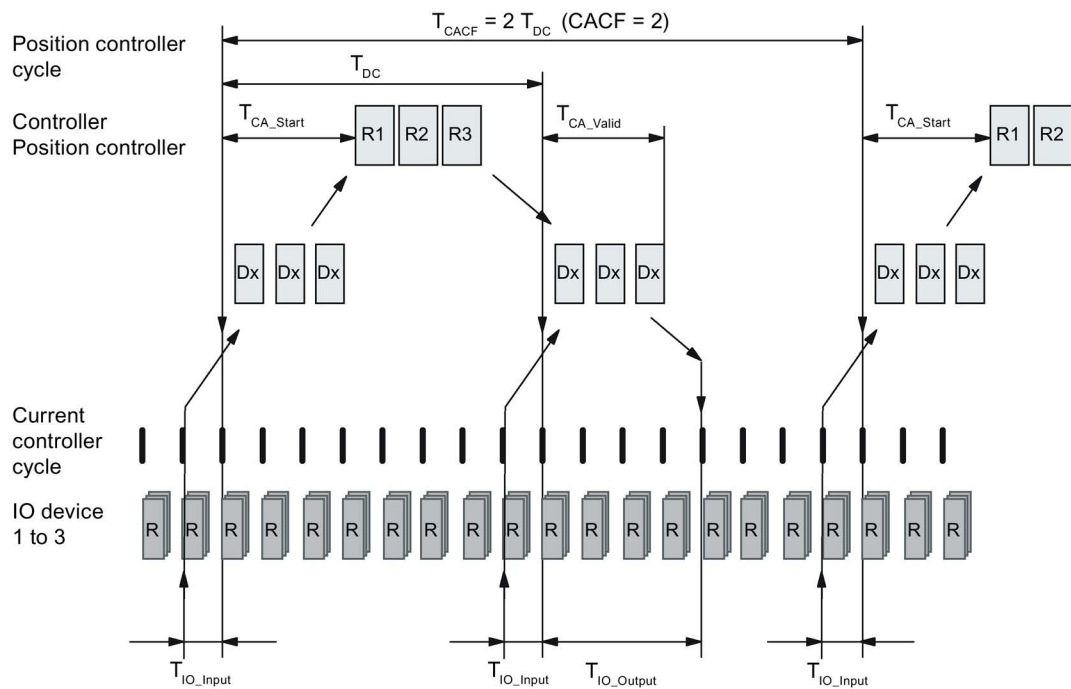 T_CACF = 2 T_DC (CACF = 2)
Position controller
cycle
T_DC
Controller
Position controller
T_CA_Start
R1 R2 R3
T_CA_Valid
T_CA_Start
R1 R2
Dx Dx Dx
Dx Dx Dx
Dx Dx Dx
Current
controller
cycle
IO device
1 to 3
R R R R R R R R R R R R R R R R R R R R R
T_IO_Input
T_IO_Input
T_IO_Output
T_IO_Input